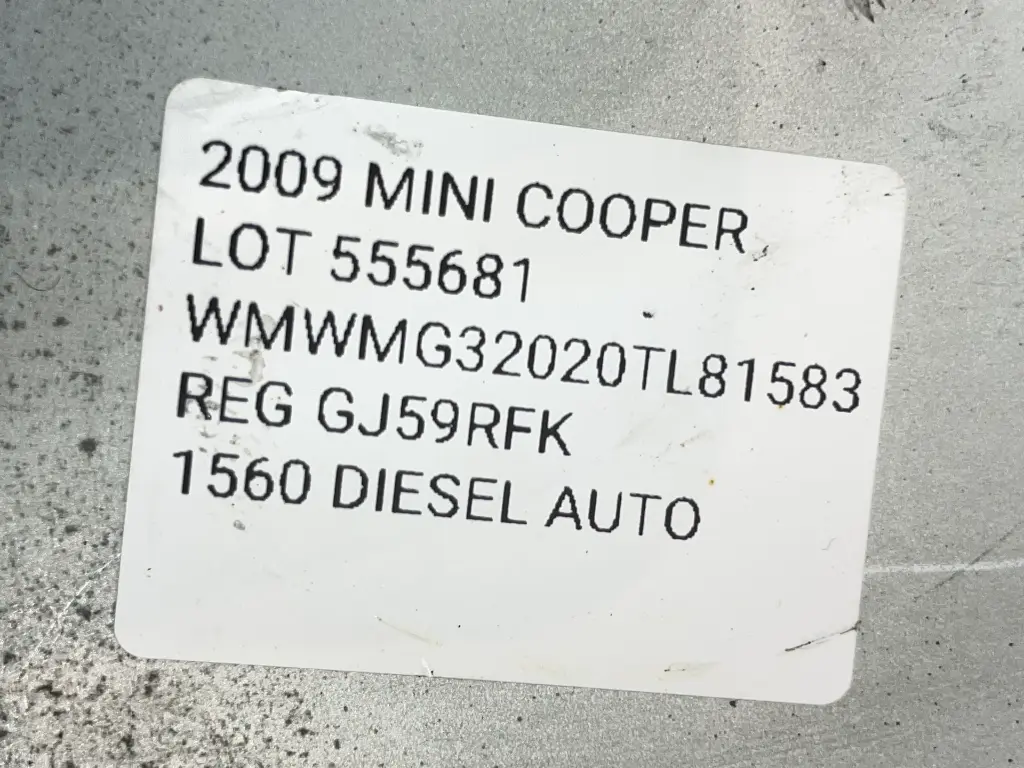 2009 MINI COOPER
LOT 555681
WMWMG32020TL81583
REG GJ59RFK
1560 DIESEL AUTO